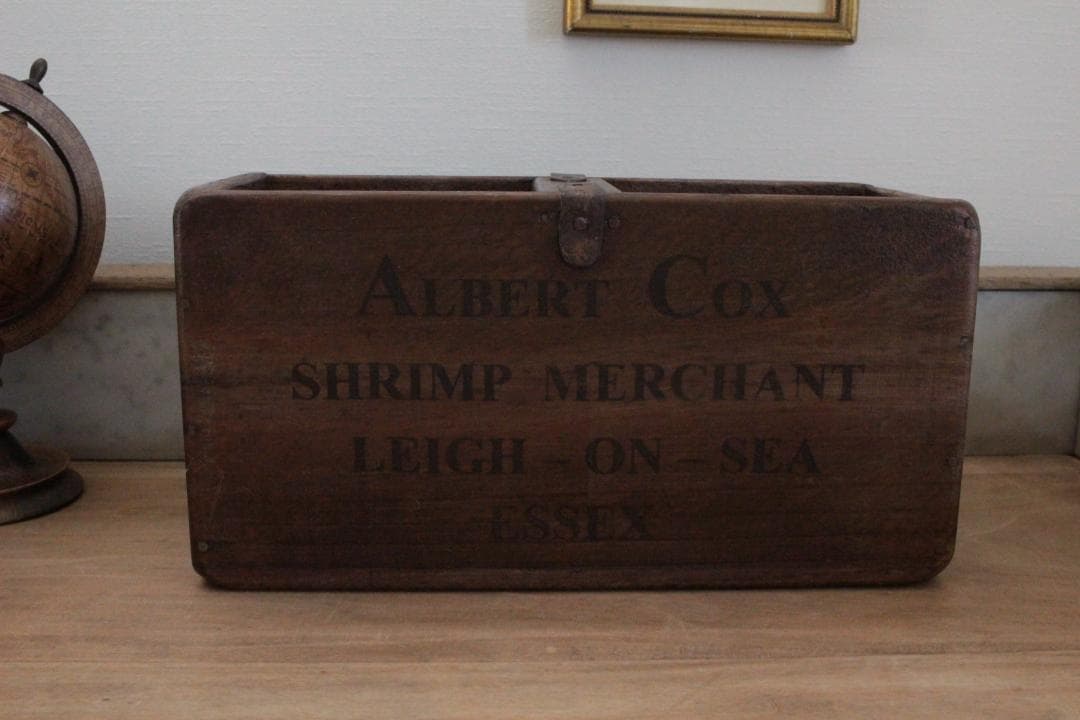 ALBERT COX
SHRIMP MERCHANT
LEIGH - ON - SEA
ESSEX